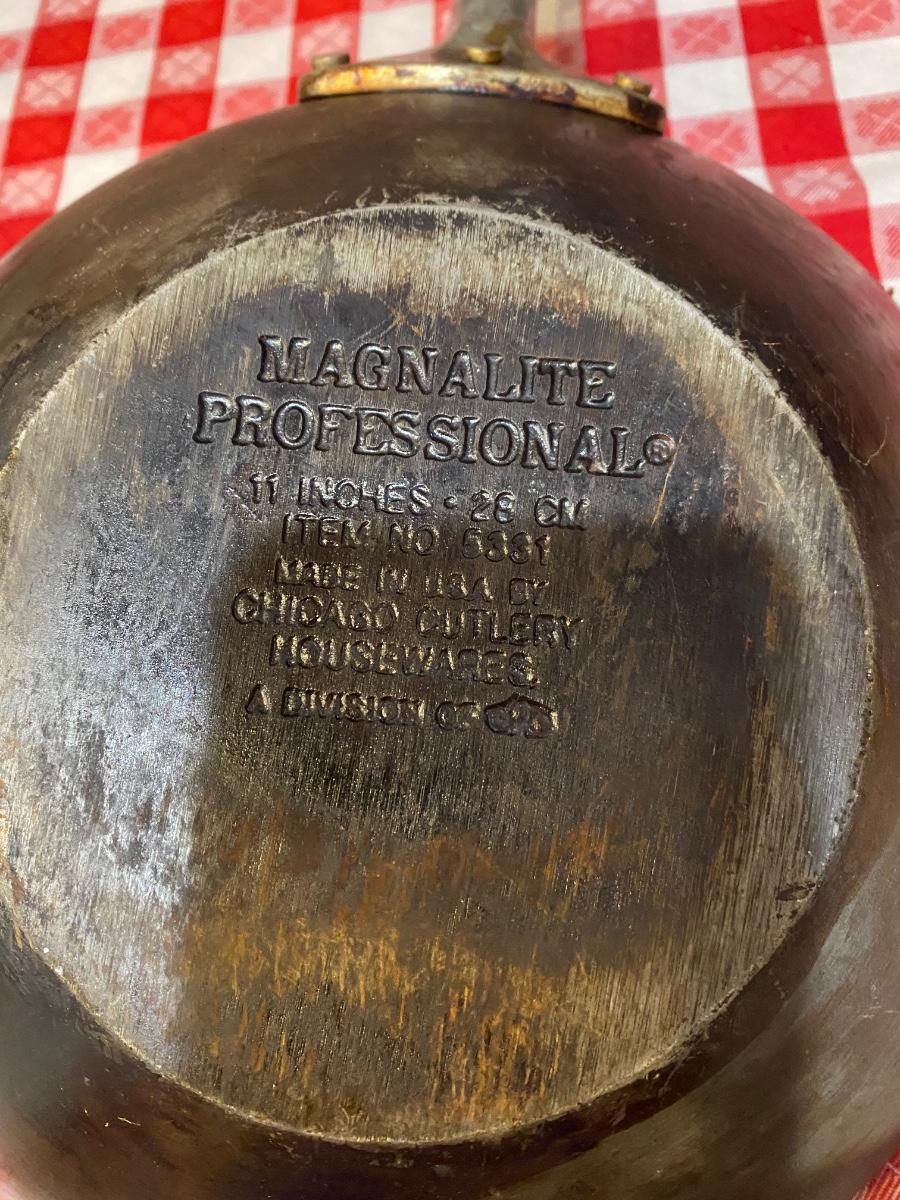 MAGNALITE
PROFESSIONAL®
11 INCHES • 28 CM
ITEM NO 5331
MADE IN USA BY
CHICAGO CUTLERY
HOUSEWARES
A DIVISION OF